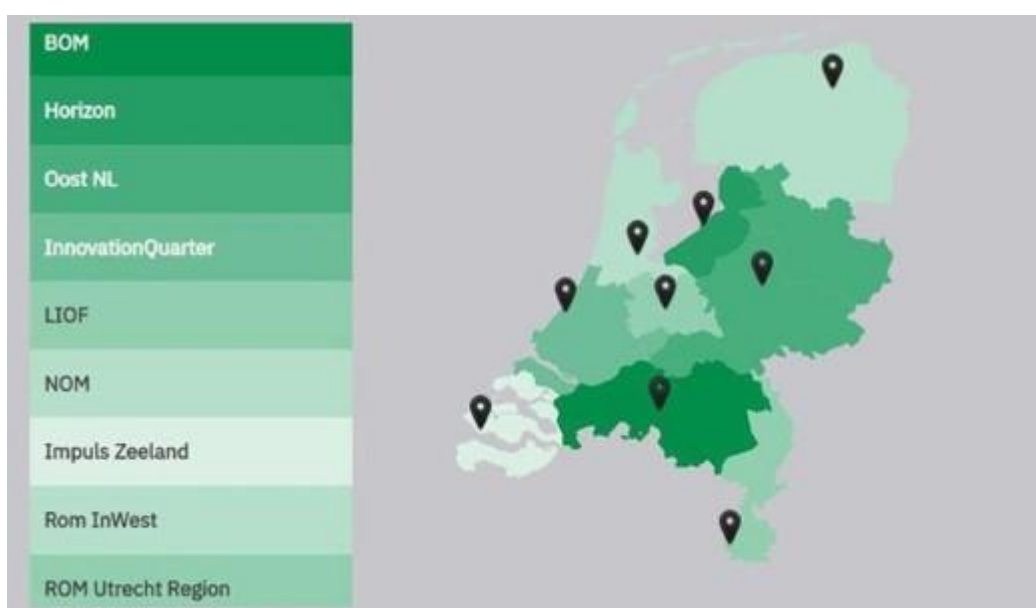 BOM
Horizon
Oost NL
InnovationQuarter
LIOF
NOM
Impuls Zeeland
Rom InWest
ROM Utrecht Region